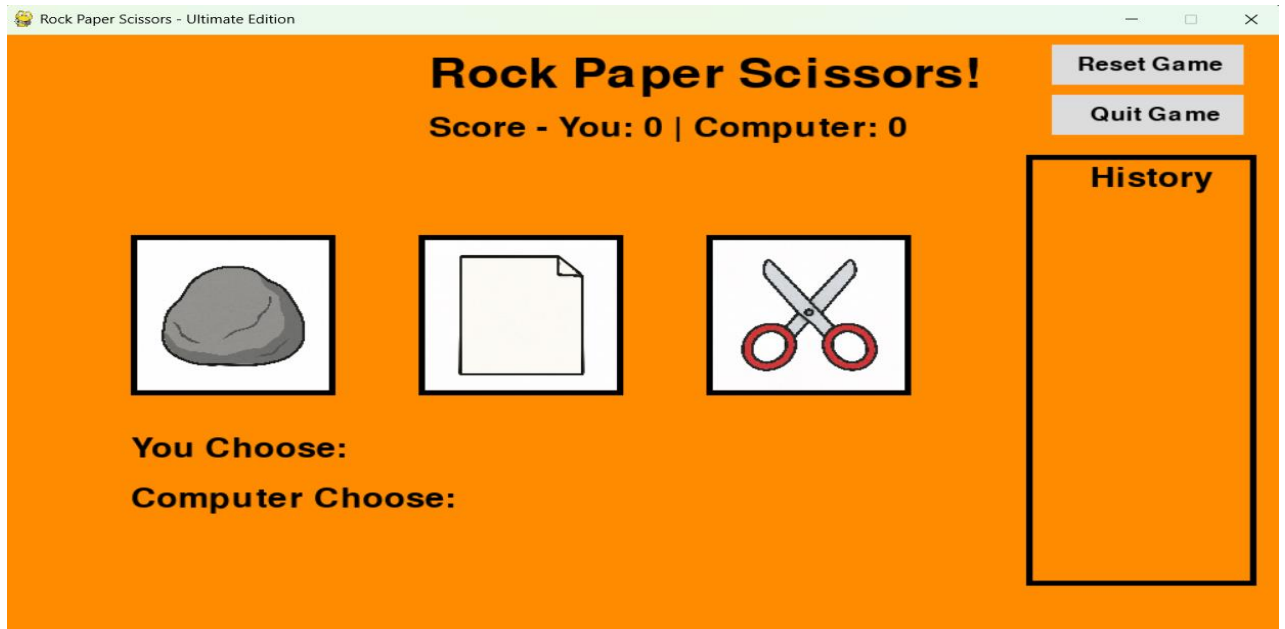 Rock Paper Scissors - Ultimate Edition
Rock Paper Scissors!
Score - You: 0 | Computer: 0
Reset Game
Quit Game
History
You Choose:
Computer Choose: